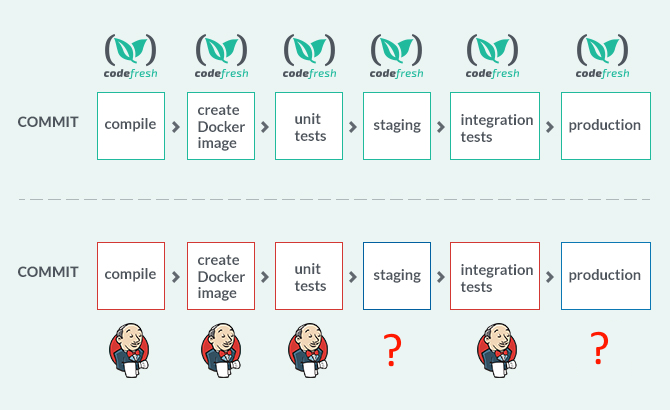 codefresh codefresh codefresh codefresh codefresh codefresh
COMMIT
compile
create
Docker
image
unit
tests
staging
integration
tests
production
COMMIT
compile
create
Docker
image
unit
tests
staging
integration
tests
production
? ?